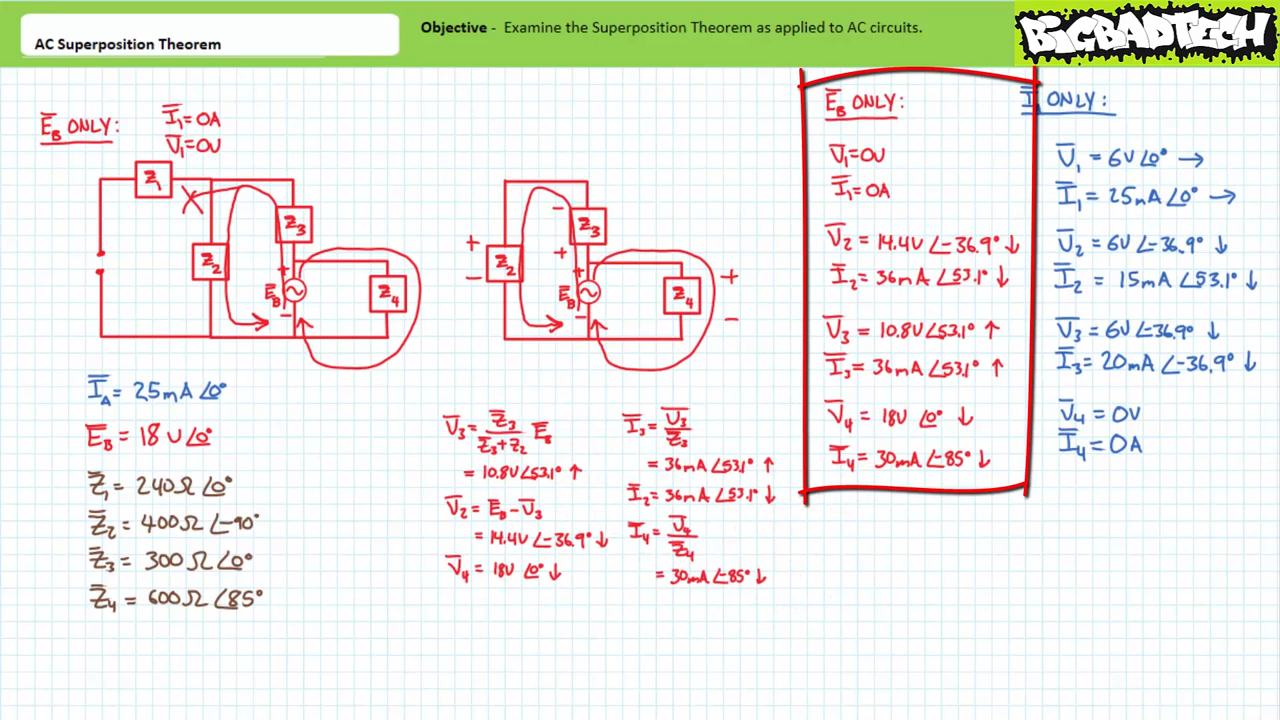 AC Superposition Theorem
Objective - Examine the Superposition Theorem as applied to AC circuits.
BIGBADTECH
E̅B ONLY:
I̅₁=0A
V̅₁=0V
Z₁
Z₂
Z₃
+
E̅B
-
Z₄
+
Z₂
-
-
Z₃
+
+
E̅B
-
+
Z₄
-
I̅A = 25mA ∠0°
E̅B = 18V ∠0°
Z̅₁ = 240Ω ∠0°
Z̅₂ = 400Ω ∠-90°
Z̅₃ = 300Ω ∠0°
Z̅₄ = 600Ω ∠85°
V̅₃ = Z̅₃ / (Z̅₃+Z₂) E̅B
= 10.8V ∠53.1° ↑
V̅₂ = E̅B - V̅₃
= 14.4V ∠-36.9° ↓
V̅₄ = 18V ∠0° ↓
I̅₃ = V̅₃ / Z̅₃
= 36mA ∠53.1° ↑
I̅₂ = 36mA ∠53.1° ↓
I̅₄ = V̅₄ / Z̅₄
= 30mA ∠-85° ↓
E̅B ONLY:
V̅₁=0V
I̅₁=0A
V̅₂ = 14.4V ∠-36.9° ↓
I̅₂ = 36mA ∠53.1° ↓
V̅₃ = 10.8V ∠53.1° ↑
I̅₃ = 36mA ∠53.1° ↑
V̅₄ = 18V ∠0° ↓
I̅₄ = 30mA ∠-85° ↓
I̅ ONLY:
V̅₁ = 6V ∠0° →
I̅₁ = 25mA ∠0° →
V̅₂ = 6V ∠-36.9° ↓
I̅₂ = 15mA ∠53.1° ↓
V̅₃ = 6V ∠-36.9° ↓
I̅₃ = 20mA ∠-36.9° ↓
V̅₄ = 0V
I̅₄ = 0A